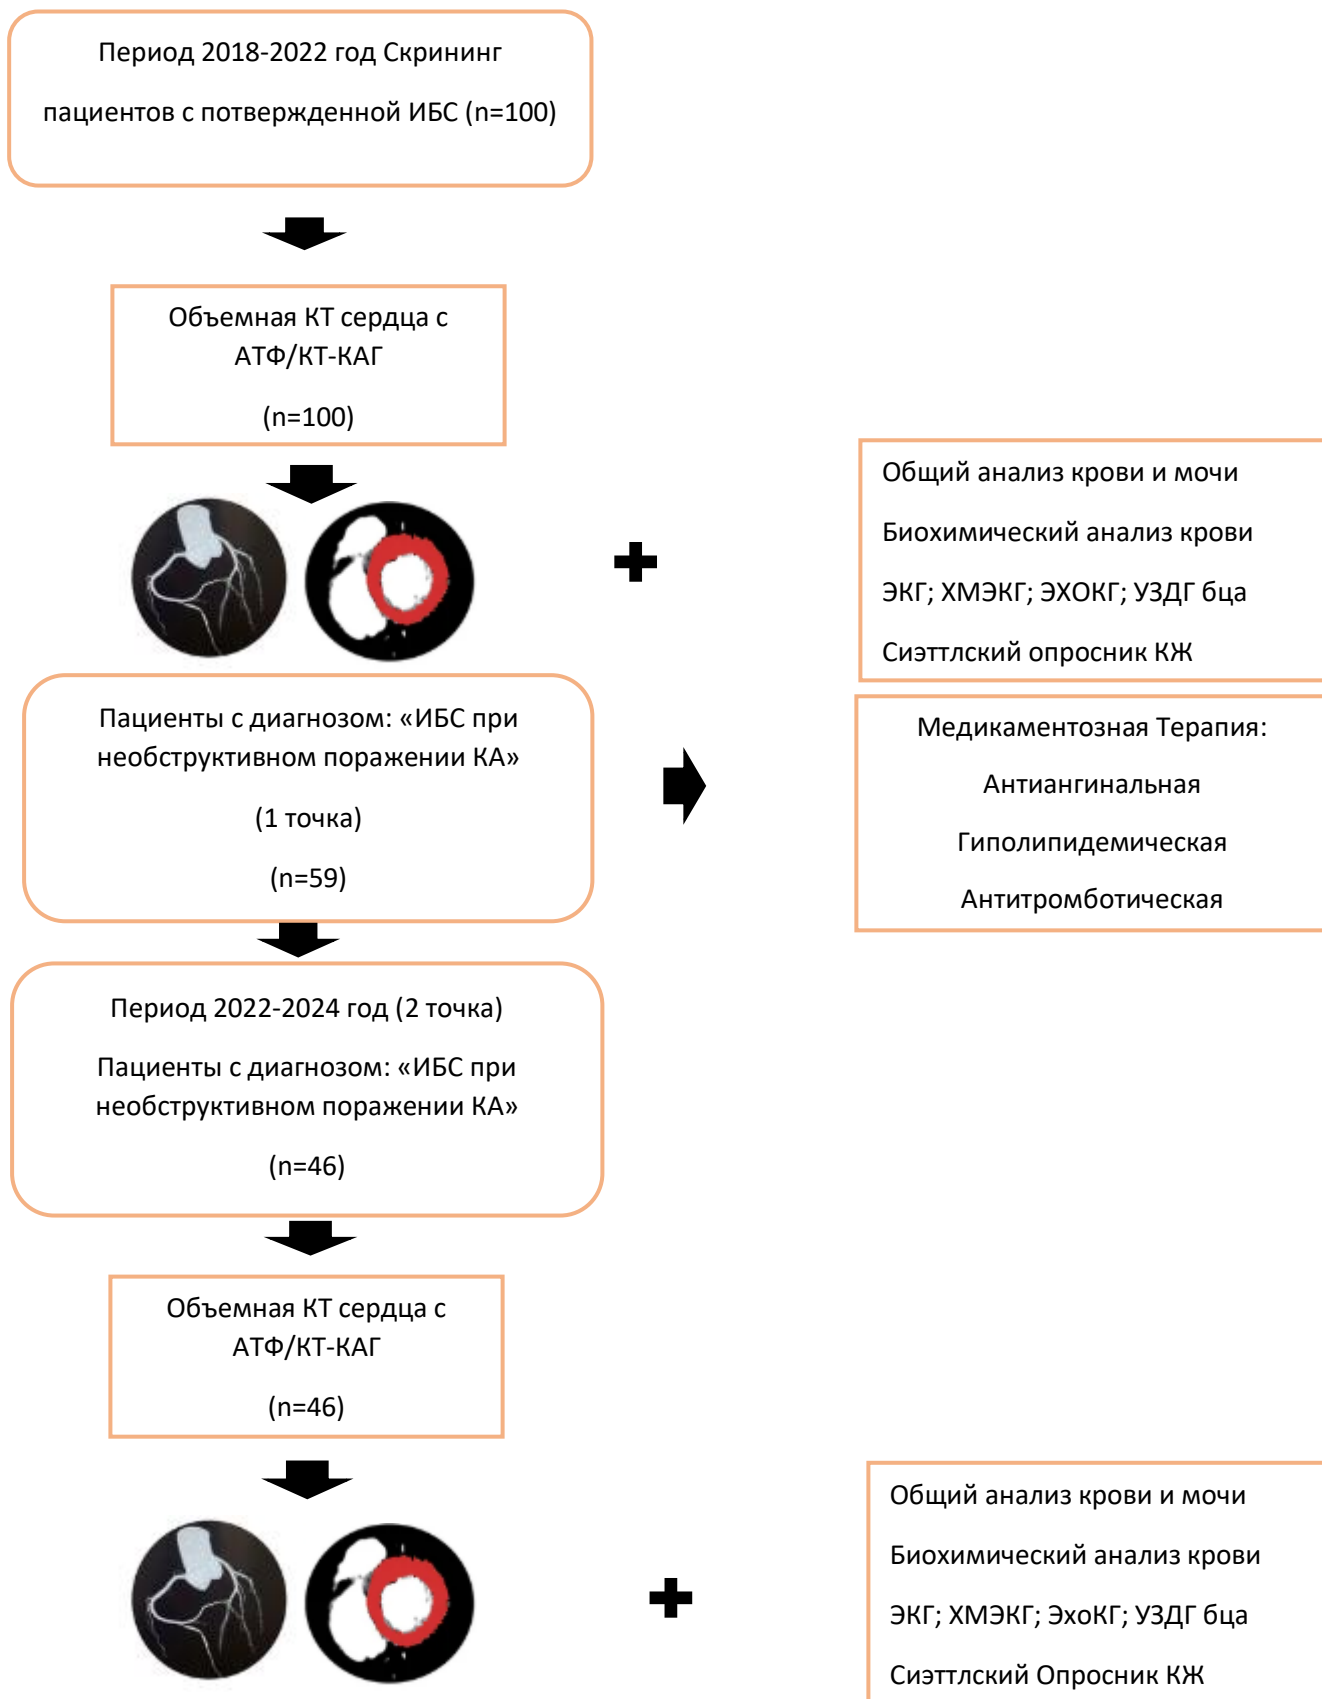 Период 2018-2022 год Скрининг
пациентов с потвержденной ИБС (n=100)
Объемная КТ сердца с
АТФ/КТ-КАГ
(n=100)
Общий анализ крови и мочи
Биохимический анализ крови
ЭКГ; ХМЭКГ; ЭХОКГ; УЗДГ бца
Сиэттлский опросник КЖ
Пациенты с диагнозом: «ИБС при
необструктивном поражении КА»
(1 точка)
(n=59)
Медикаментозная Терапия:
Антиангинальная
Гиполипидемическая
Антитромботическая
Период 2022-2024 год (2 точка)
Пациенты с диагнозом: «ИБС при
необструктивном поражении КА»
(n=46)
Объемная КТ сердца с
АТФ/КТ-КАГ
(n=46)
Общий анализ крови и мочи
Биохимический анализ крови
ЭКГ; ХМЭКГ; ЭхоКГ; УЗДГ бца
Сиэттлский Опросник КЖ